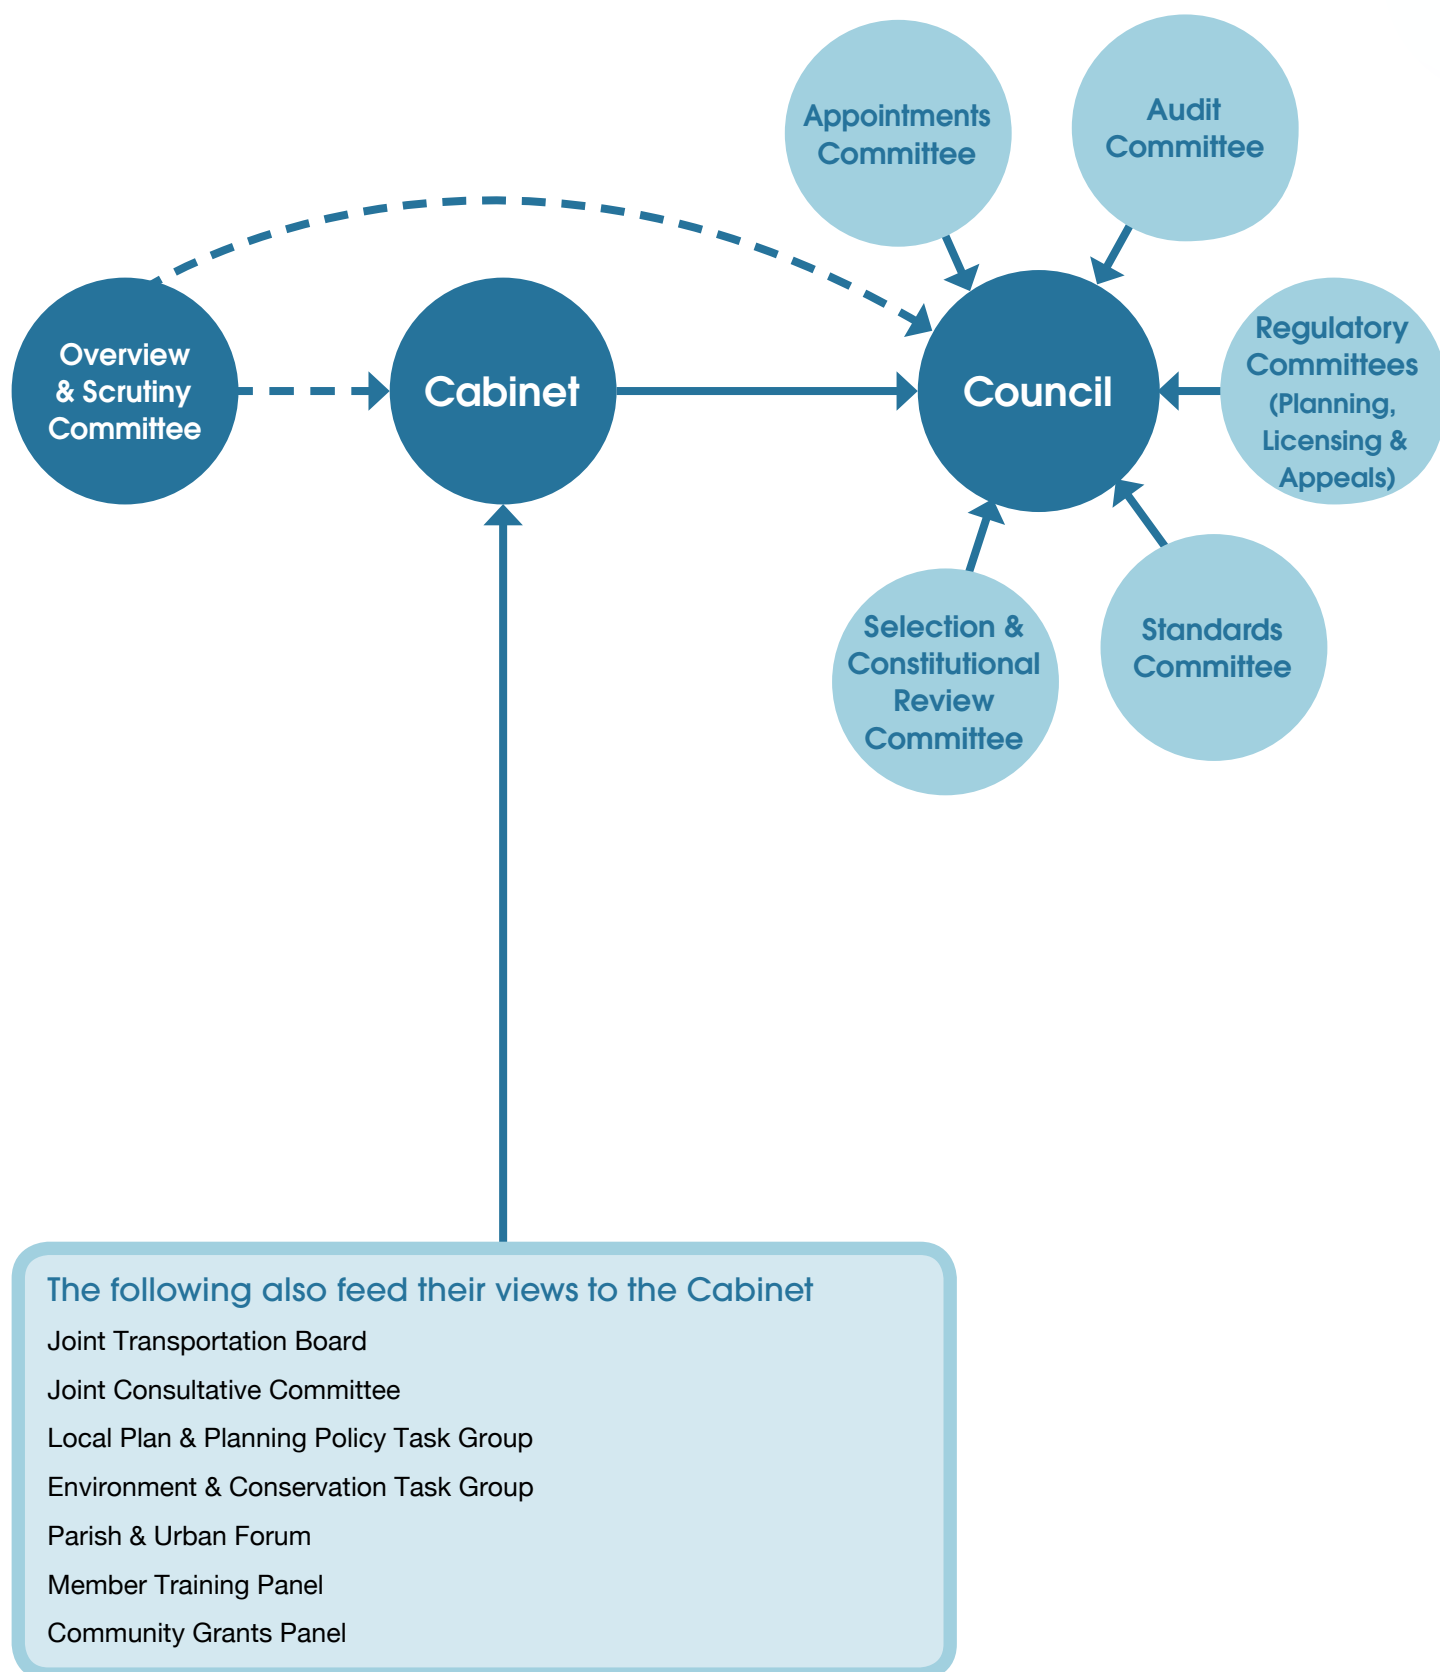 Appointments
Committee
Audit
Committee
Overview
& Scrutiny
Committee
Cabinet
Council
Regulatory
Committees
(Planning,
Licensing &
Appeals)
Selection &
Constitutional
Review
Committee
Standards
Committee
The following also feed their views to the Cabinet
Joint Transportation Board
Joint Consultative Committee
Local Plan & Planning Policy Task Group
Environment & Conservation Task Group
Parish & Urban Forum
Member Training Panel
Community Grants Panel